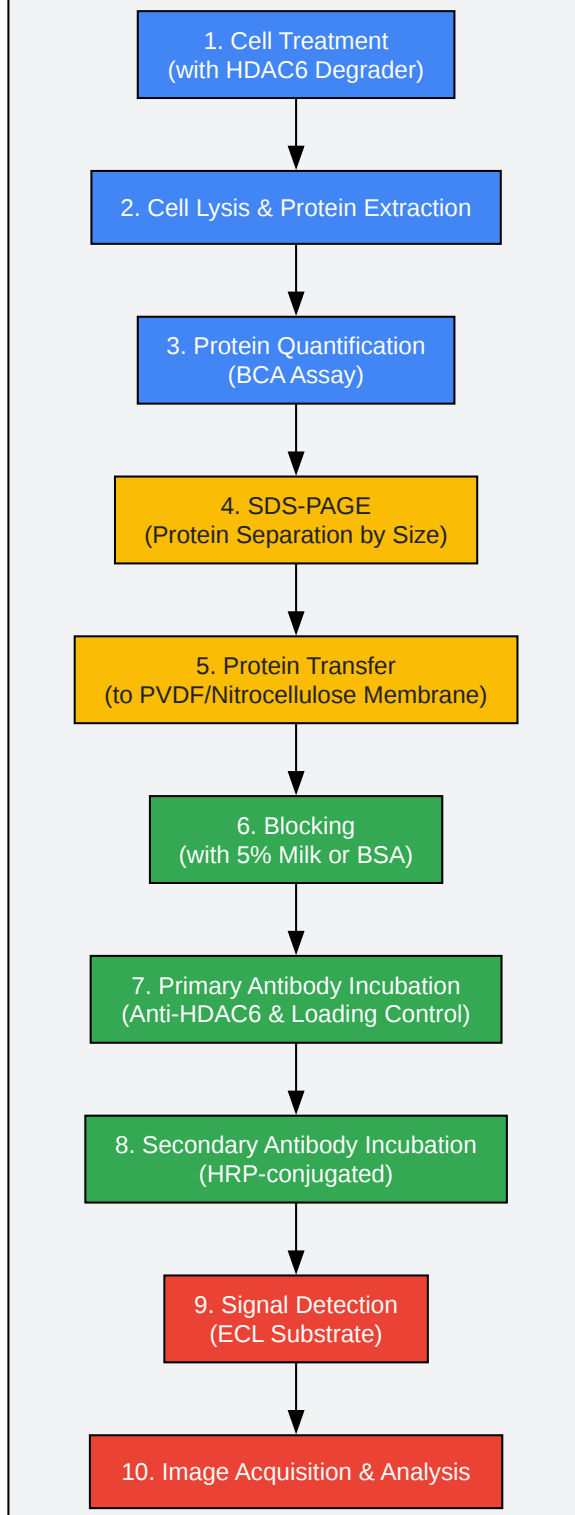 1. Cell Treatment
(with HDAC6 Degrader)
2. Cell Lysis & Protein Extraction
3. Protein Quantification
(BCA Assay)
4. SDS-PAGE
(Protein Separation by Size)
5. Protein Transfer
(to PVDF/Nitrocellulose Membrane)
6. Blocking
(with 5% Milk or BSA)
7. Primary Antibody Incubation
(Anti-HDAC6 & Loading Control)
8. Secondary Antibody Incubation
(HRP-conjugated)
9. Signal Detection
(ECL Substrate)
10. Image Acquisition & Analysis